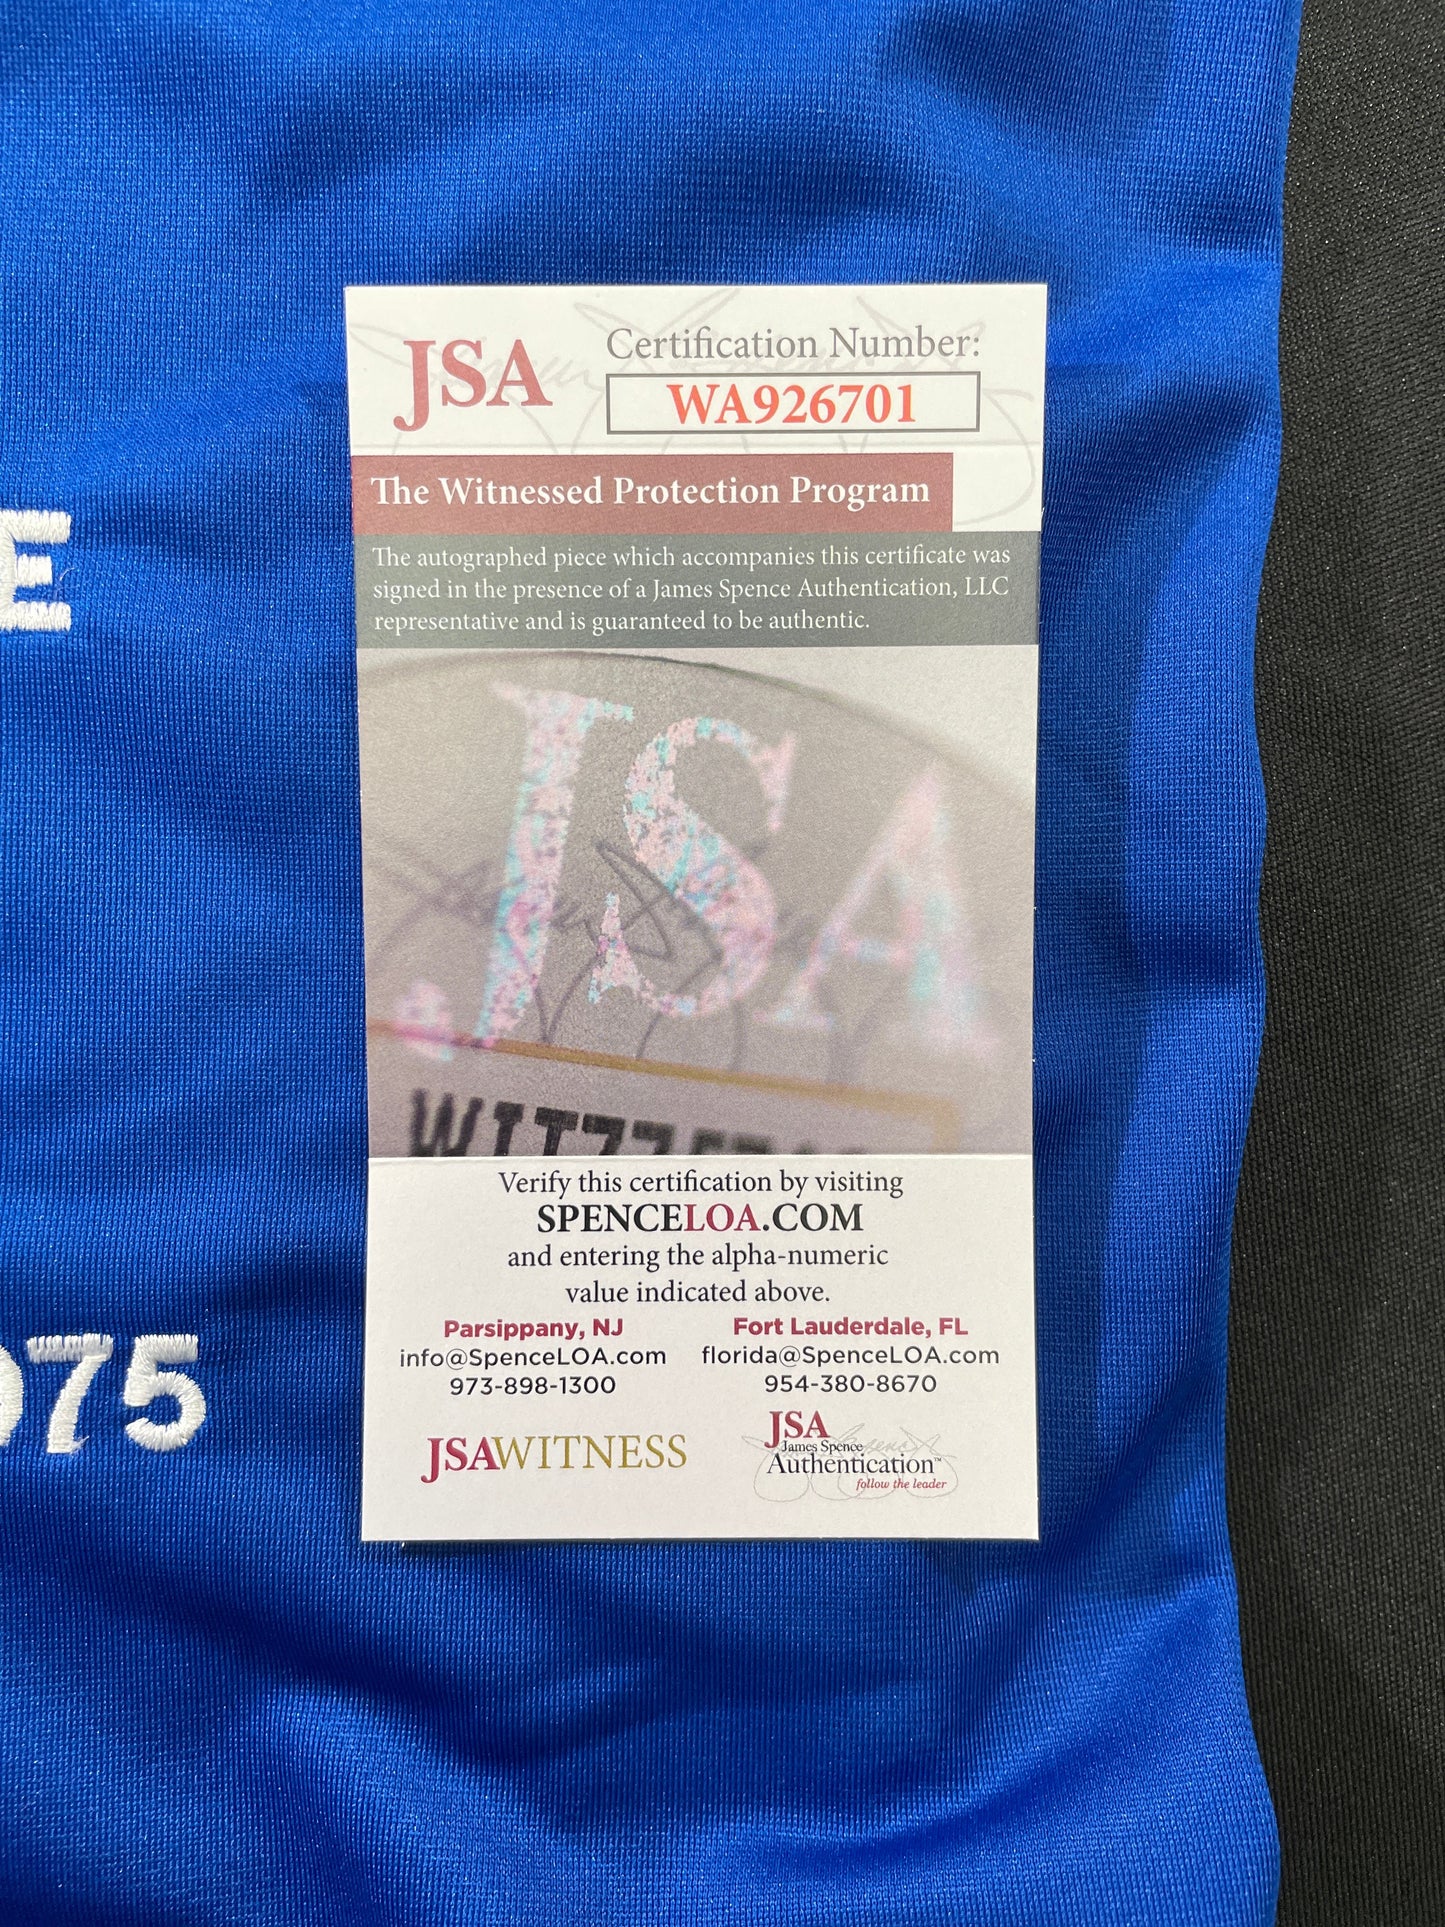 JSA
Certification Number:
WA926701
The Witnessed Protection Program
The autographed piece which accompanies this certificate was
signed in the presence of a James Spence Authentication, LLC
representative and is guaranteed to be authentic.
E
JSA
Verify this certification by visiting
SPENCELOA.COM
and entering the alpha-numeric
value indicated above.
Parsippany, NJ
info@SpenceLOA.com
973-898-1300
Fort Lauderdale, FL
florida@SpenceLOA.com
954-380-8670
975
JSAWITNESS
JSA
James Spence
Authentication™
follow the leader